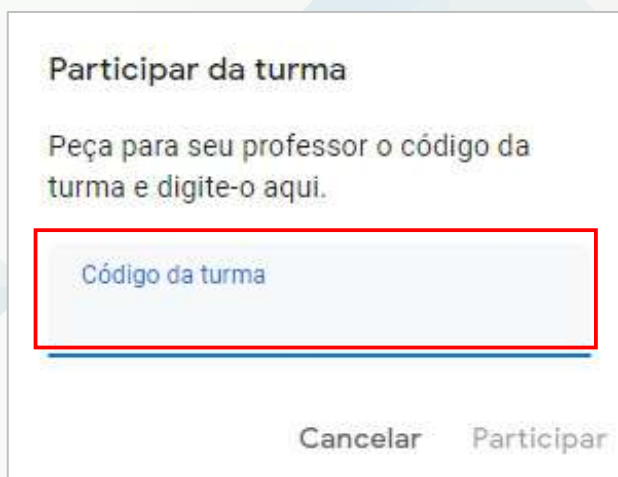 Participar da turma
Peça para seu professor o código da
turma e digite-o aqui.
Código da turma
Cancelar Participar